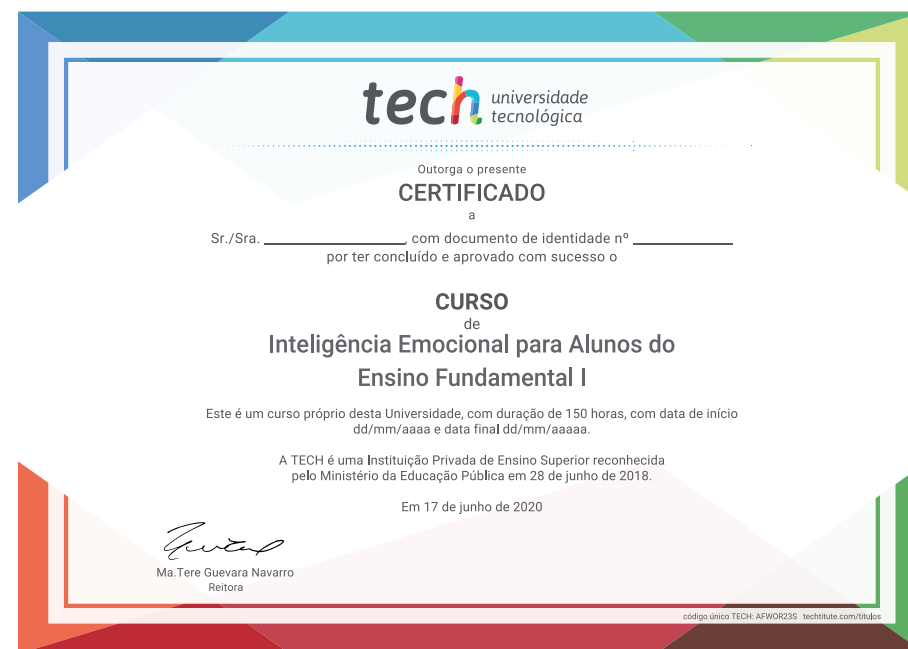 tech universidade
tecnológica
Outorga o presente
CERTIFICADO
a
Sr./Sra. ____________________, com documento de identidade nº ______________
por ter concluído e aprovado com sucesso o
CURSO
de
Inteligência Emocional para Alunos do
Ensino Fundamental I
Este é um curso próprio desta Universidade, com duração de 150 horas, com data de início
dd/mm/aaaa e data final dd/mm/aaaaa.
A TECH é uma Instituição Privada de Ensino Superior reconhecida
pelo Ministério da Educação Pública em 28 de junho de 2018.
Em 17 de junho de 2020
Ma.Tere Guevara Navarro
Reitora
código único TECH: AFWOR23S techtitute.com/titulos